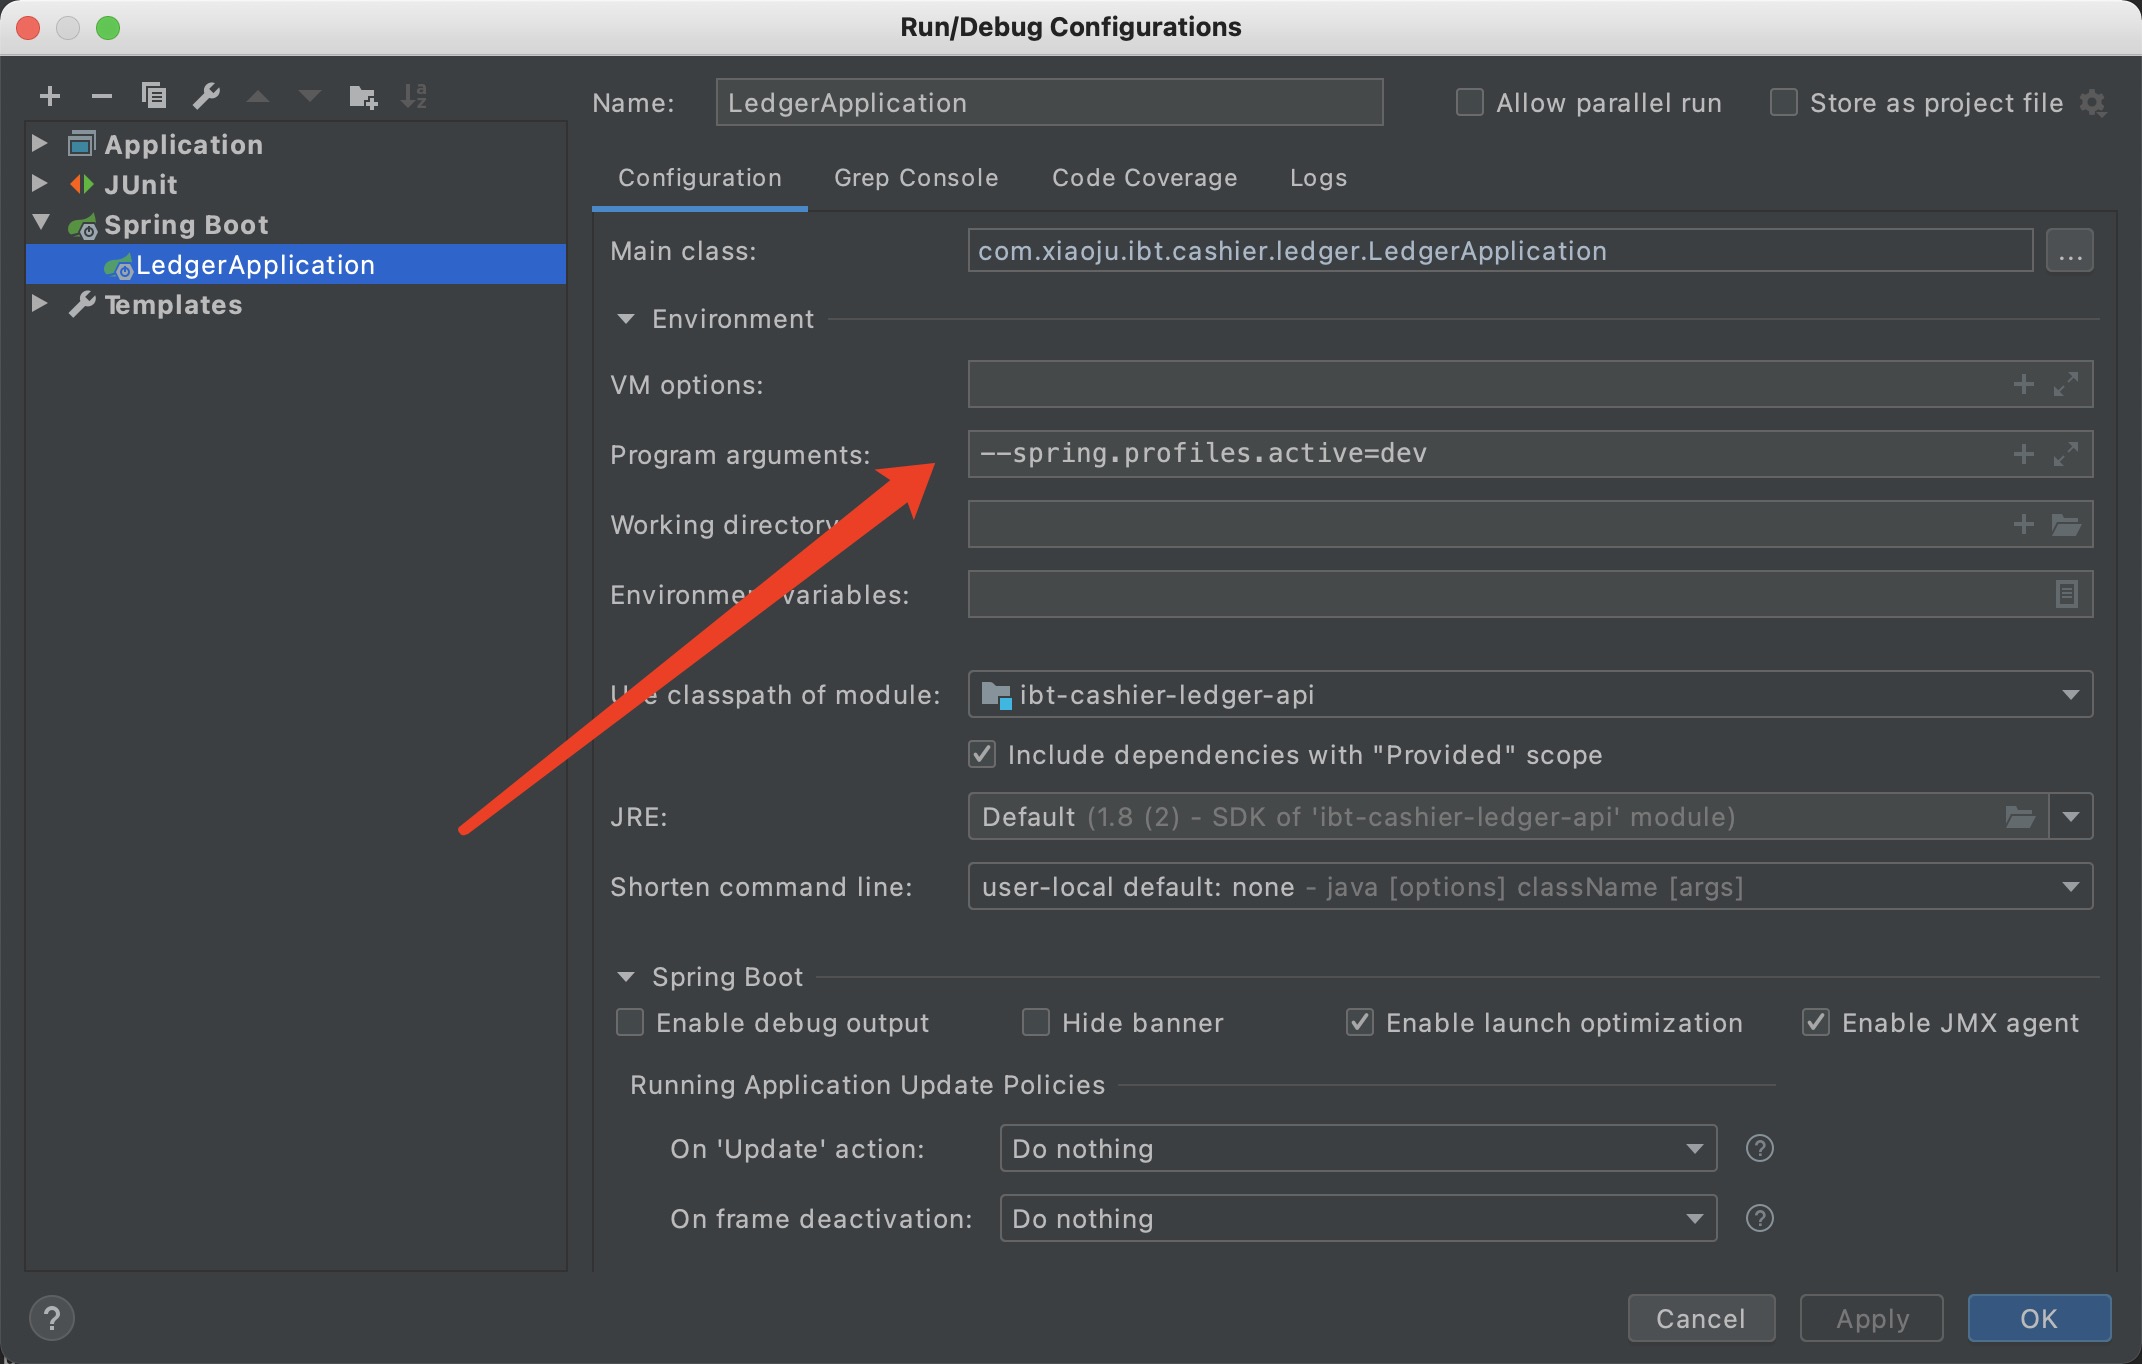 Run/Debug Configurations
Name: LedgerApplication Allow parallel run Store as project file
Application
JUnit
Spring Boot
LedgerApplication
Templates
Configuration Grep Console Code Coverage Logs
Main class: com.xiaoju.ibt.cashier.ledger.LedgerApplication ...
Environment
VM options:
Program arguments: --spring.profiles.active=dev
Working directory
Environment variables:
Use classpath of module: ibt-cashier-ledger-api
Include dependencies with "Provided" scope
JRE: Default (1.8 (2) - SDK of 'ibt-cashier-ledger-api' module)
Shorten command line: user-local default: none - java [options] className [args]
Spring Boot
Enable debug output Hide banner Enable launch optimization Enable JMX agent
Running Application Update Policies
On 'Update' action: Do nothing ?
On frame deactivation: Do nothing ?
? Cancel Apply OK